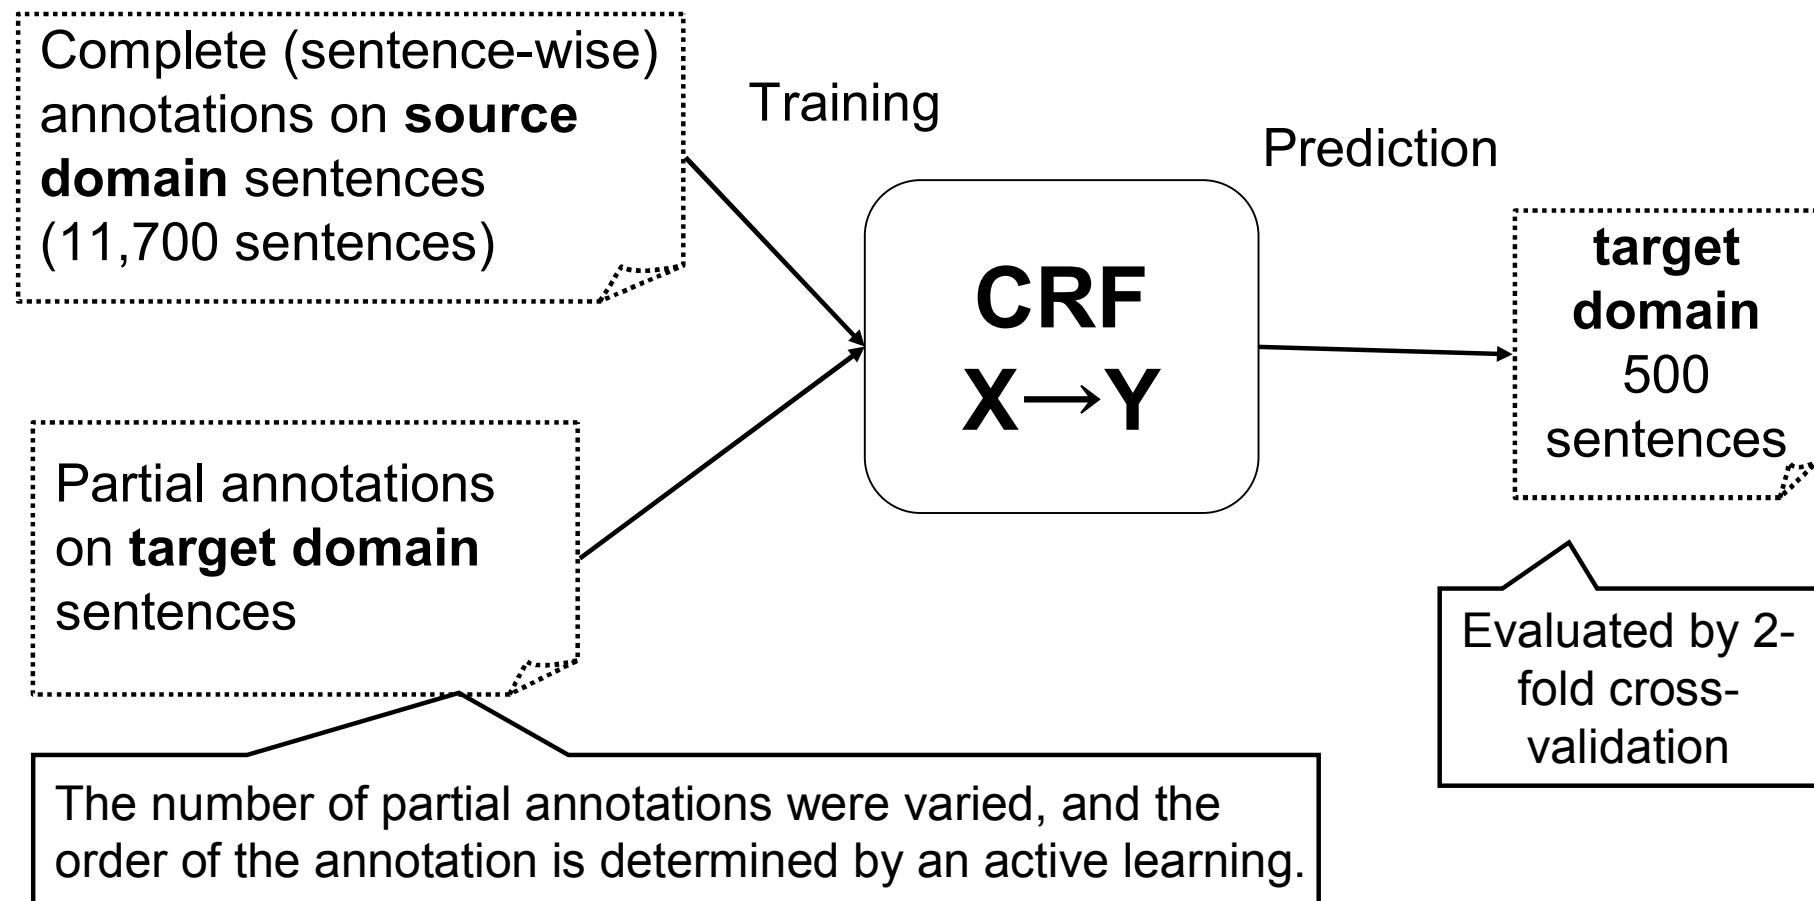 Complete (sentence-wise)
annotations on source
domain sentences
(11,700 sentences)
Training
Prediction
CRF
X→Y
target
domain
500
sentences
Partial annotations
on target domain
sentences
Evaluated by 2-
fold cross-
validation
The number of partial annotations were varied, and the
order of the annotation is determined by an active learning.